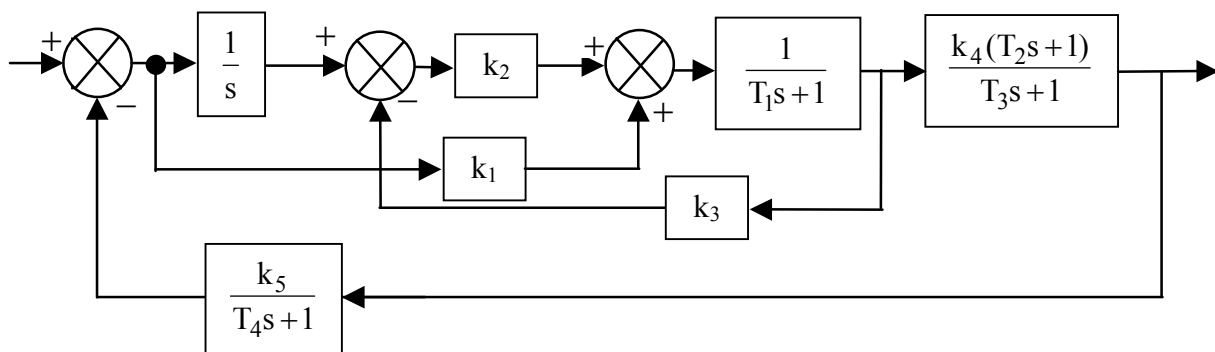 + 1/s + k₂ + 1/(T₁s+1) k₄(T₂s+1)/(T₃s+1)
− − +
k₁
k₃
k₅/(T₄s+1)